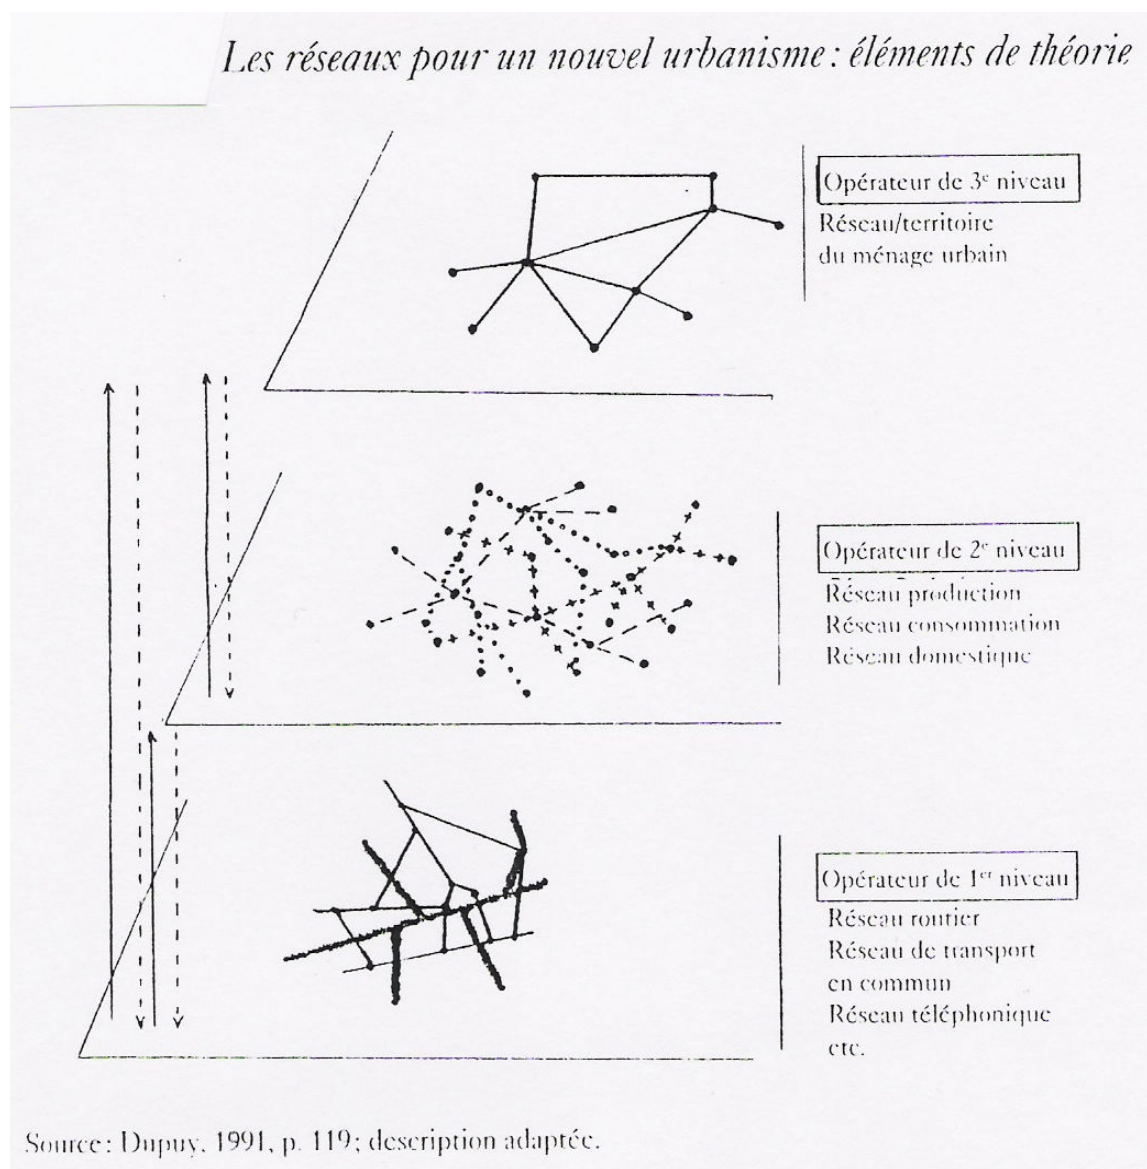 Les réseaux pour un nouvel urbanisme : éléments de théorie
Opérateur de 3e niveau
Réseau/territoire
du ménage urbain
Opérateur de 2e niveau
Réseau production
Réseau consommation
Réseau domestique
Opérateur de 1er niveau
Réseau routier
Réseau de transport
en commun
Réseau téléphonique
etc.
Source : Dupuy, 1991, p. 119; description adaptée.